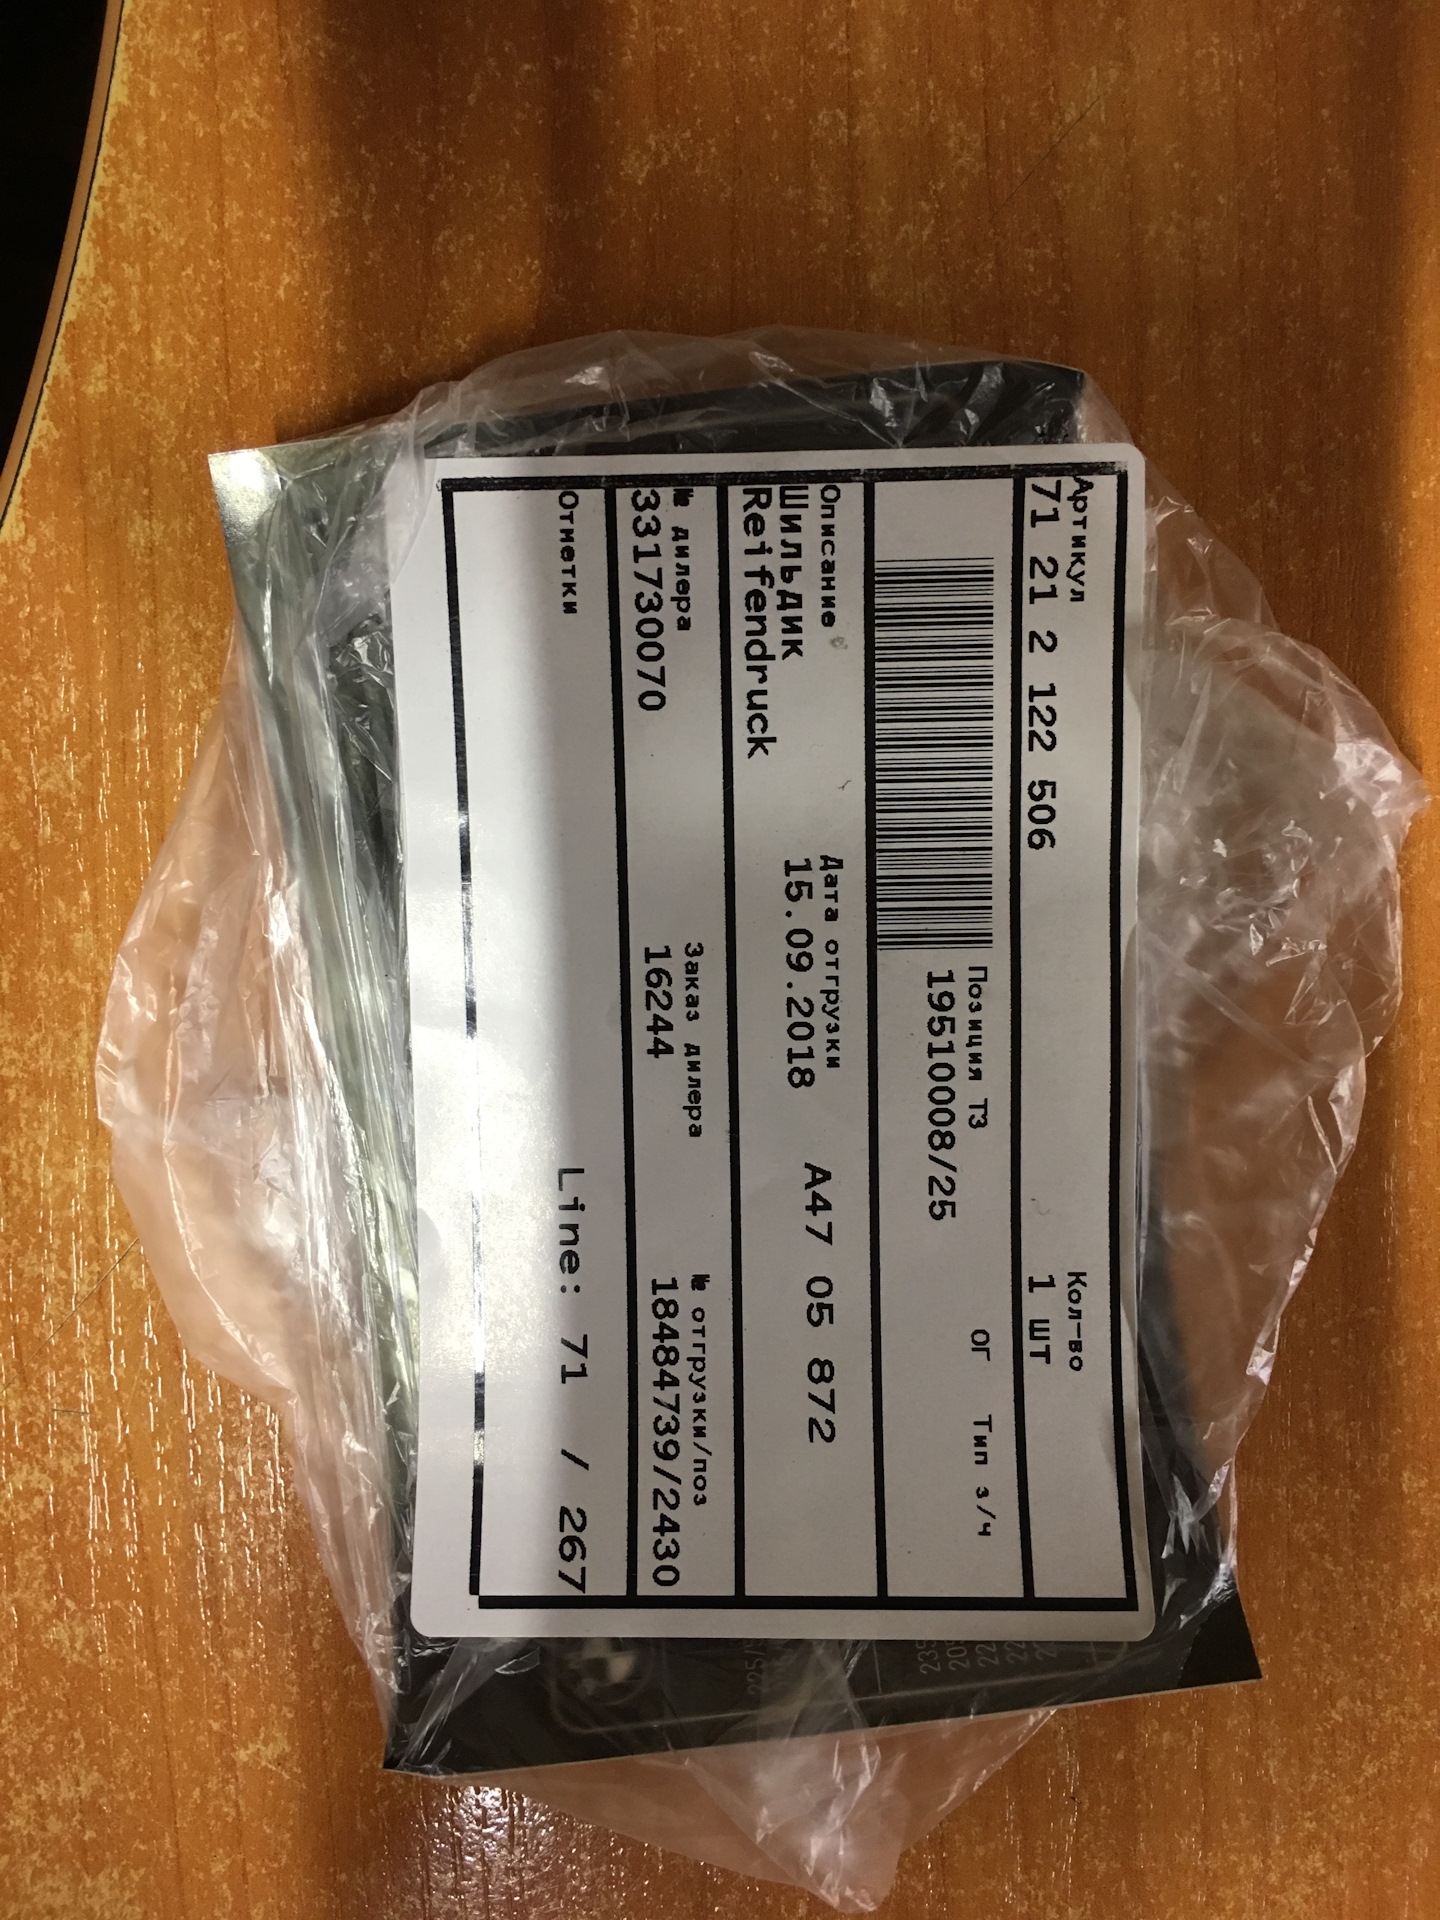 Артикул
71 21 2 122 506
Кол-во
1 шт
Позиция ТЗ
19510008/25
ОГ Тип з/ч
Описание
Шильдик
Reifendruck
Дата отгрузки
15.09.2018
A47 05 872
№ дилера
331730070
Заказ дилера
16244
№ отгрузки/поз
18484739/2430
Отметки
Line: 71 / 267